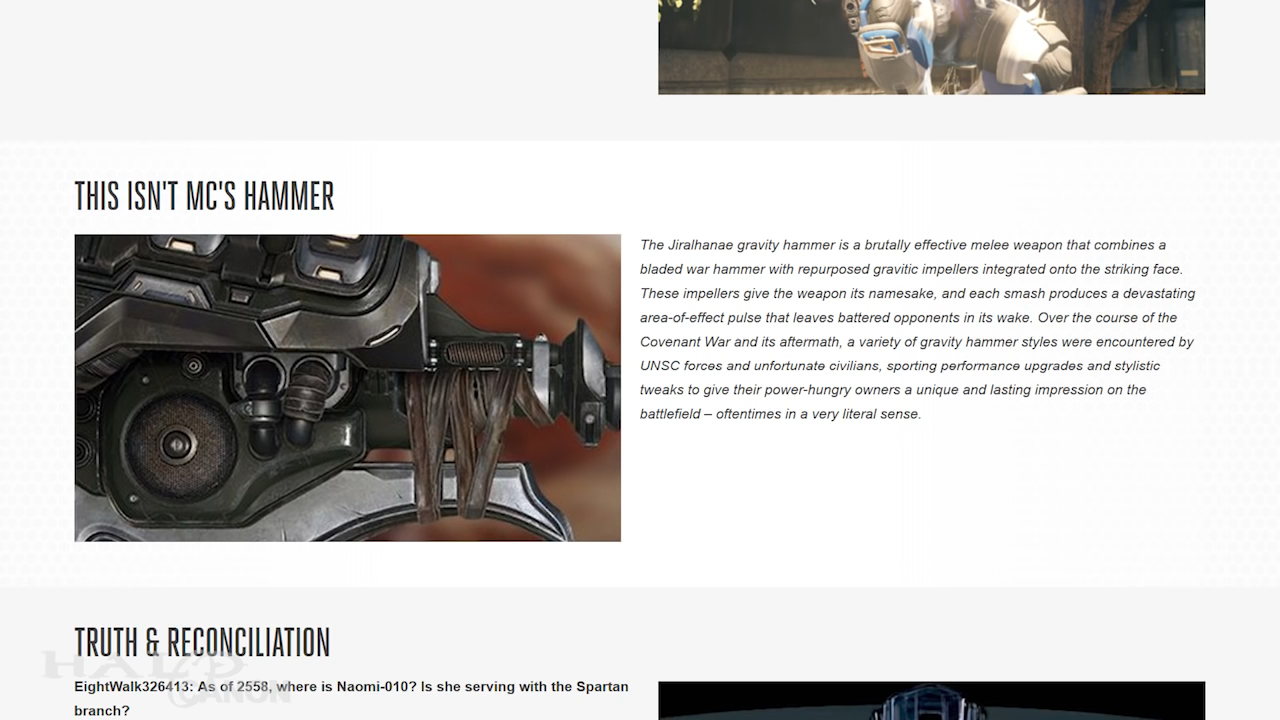 THIS ISN'T MC'S HAMMER
The Jiralhanae gravity hammer is a brutally effective melee weapon that combines a
bladed war hammer with repurposed gravitic impellers integrated onto the striking face.
These impellers give the weapon its namesake, and each smash produces a devastating
area-of-effect pulse that leaves battered opponents in its wake. Over the course of the
Covenant War and its aftermath, a variety of gravity hammer styles were encountered by
UNSC forces and unfortunate civilians, sporting performance upgrades and stylistic
tweaks to give their power-hungry owners a unique and lasting impression on the
battlefield – oftentimes in a very literal sense.
TRUTH & RECONCILIATION
HALO
CANON
EightWalk326413: As of 2558, where is Naomi-010? Is she serving with the Spartan
branch?